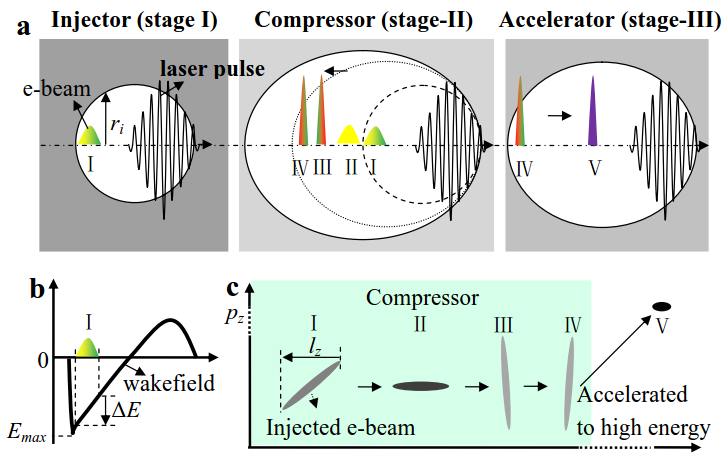 Injector (stage I)
Compressor (stage-II)
Accelerator (stage-III)
a
laser pulse
e-beam
r_i
I
IV III II I
IV V
b
I
0
wakefield
ΔE
E_max
c
Compressor
p_z
I II III IV V
l_z
Injected e-beam
Accelerated
to high energy